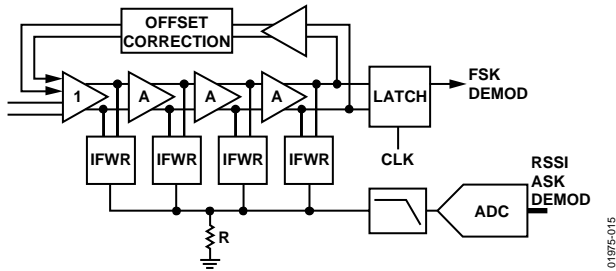 OFFSET
CORRECTION
1
A
A
A
LATCH
FSK
DEMOD
IFWR
IFWR
IFWR
IFWR
CLK
R
ADC
RSSI
ASK
DEMOD
01975-015